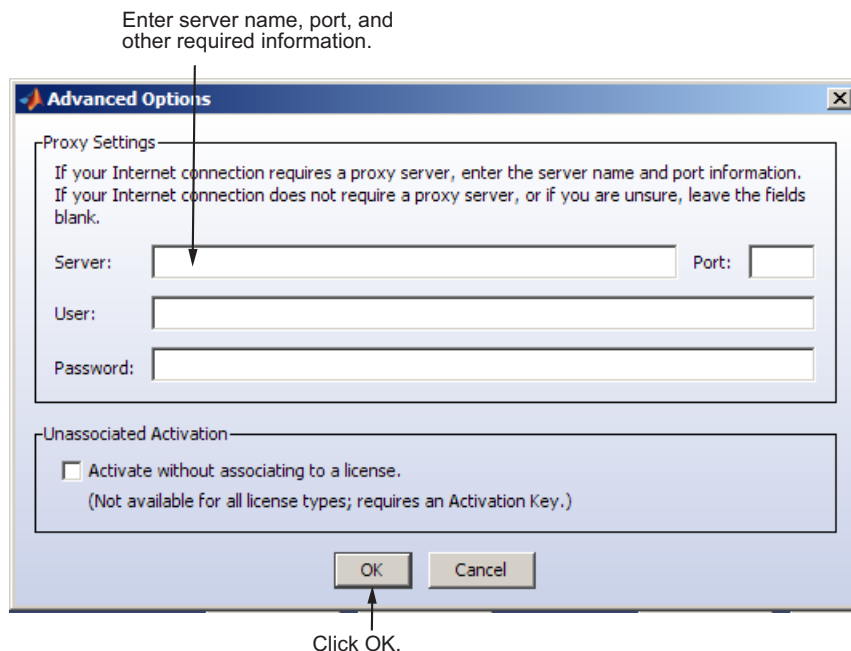 Enter server name, port, and
other required information.
Advanced Options
Proxy Settings
If your Internet connection requires a proxy server, enter the server name and port information.
If your Internet connection does not require a proxy server, or if you are unsure, leave the fields
blank.
Server: Port:
User:
Password:
Unassociated Activation
Activate without associating to a license.
(Not available for all license types; requires an Activation Key.)
OK Cancel
Click OK.